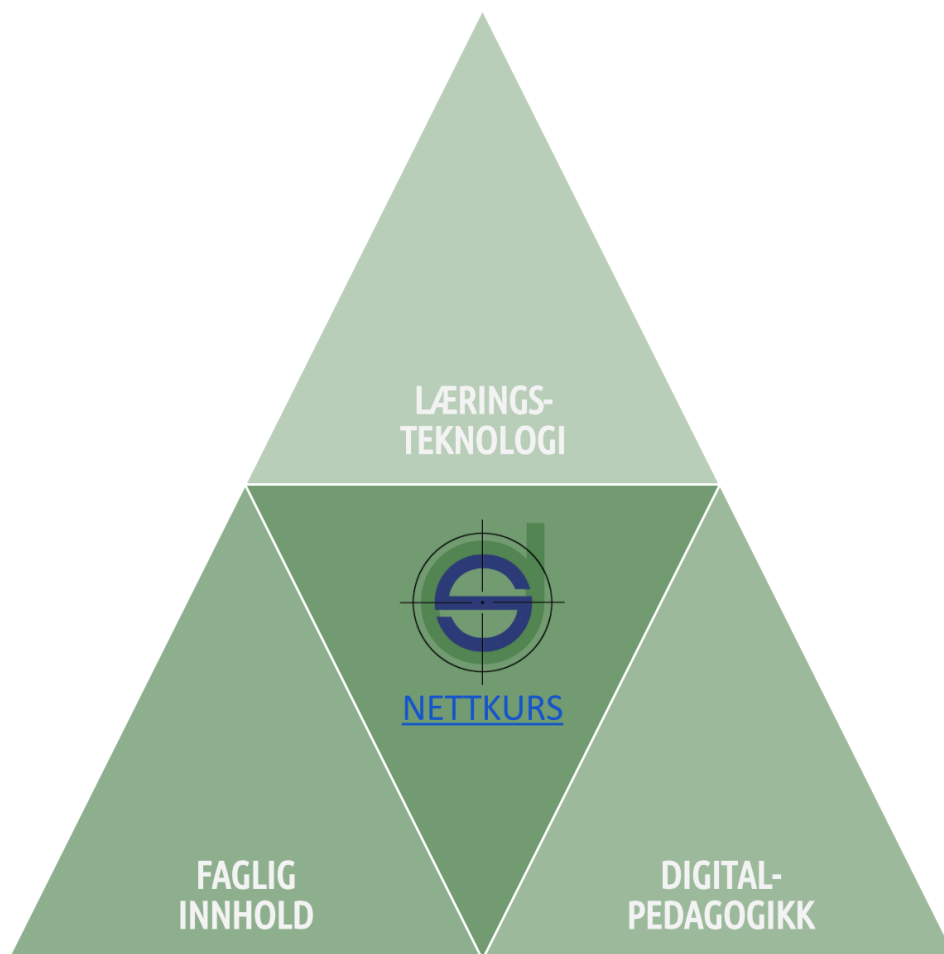 LÆRINGS-
TEKNOLOGI
NETTKURS
FAGLIG
INNHOLD
DIGITAL-
PEDAGOGIKK